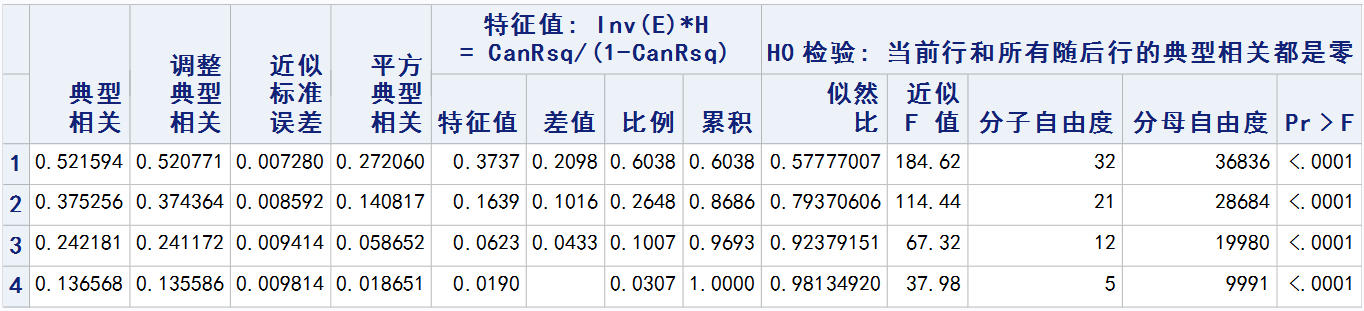 特征值: Inv(E)*H
= CanRsq/(1-CanRsq) H0 检验: 当前行和所有随后行的典型相关都是零
典型相关 调整典型相关 近似标准误差 平方典型相关 特征值 差值 比例 累积 似然比 近似 F 值 分子自由度 分母自由度 Pr > F
1 0.521594 0.520771 0.007280 0.272060 0.3737 0.2098 0.6038 0.6038 0.57777007 184.62 32 36836 <.0001
2 0.375256 0.374364 0.008592 0.140817 0.1639 0.1016 0.2648 0.8686 0.79370606 114.44 21 28684 <.0001
3 0.242181 0.241172 0.009414 0.058652 0.0623 0.0433 0.1007 0.9693 0.92379151 67.32 12 19980 <.0001
4 0.136568 0.135586 0.009814 0.018651 0.0190 0.0307 1.0000 0.98134920 37.98 5 9991 <.0001